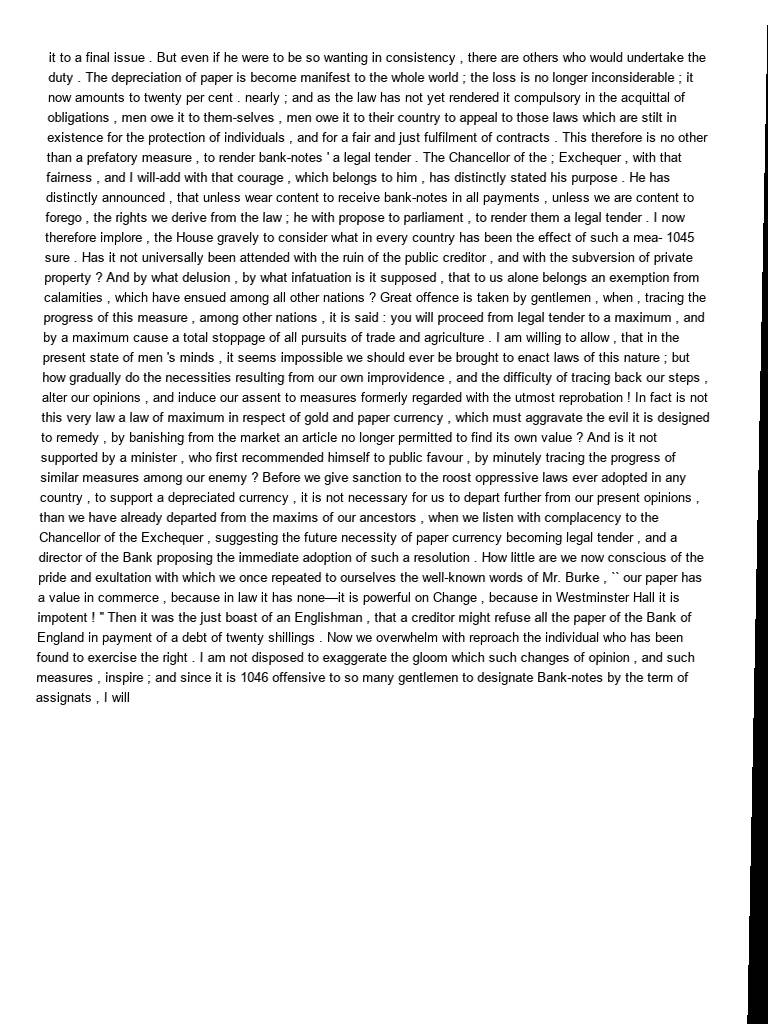 it to a final issue . But even if he were to be so wanting in consistency , there are others who would undertake the
duty . The depreciation of paper is become manifest to the whole world ; the loss is no longer inconsiderable ; it
now amounts to twenty per cent . nearly ; and as the law has not yet rendered it compulsory in the acquittal of
obligations , men owe it to them-selves , men owe it to their country to appeal to those laws which are stilt in
existence for the protection of individuals , and for a fair and just fulfilment of contracts . This therefore is no other
than a prefatory measure , to render bank-notes ' a legal tender . The Chancellor of the ; Exchequer , with that
fairness , and I will-add with that courage , which belongs to him , has distinctly stated his purpose . He has
distinctly announced , that unless wear content to receive bank-notes in all payments , unless we are content to
forego , the rights we derive from the law ; he with propose to parliament , to render them a legal tender . I now
therefore implore , the House gravely to consider what in every country has been the effect of such a mea- 1045
sure . Has it not universally been attended with the ruin of the public creditor , and with the subversion of private
property ? And by what delusion , by what infatuation is it supposed , that to us alone belongs an exemption from
calamities , which have ensued among all other nations ? Great offence is taken by gentlemen , when , tracing the
progress of this measure , among other nations , it is said : you will proceed from legal tender to a maximum , and
by a maximum cause a total stoppage of all pursuits of trade and agriculture . I am willing to allow , that in the
present state of men 's minds , it seems impossible we should ever be brought to enact laws of this nature ; but
how gradually do the necessities resulting from our own improvidence , and the difficulty of tracing back our steps ,
alter our opinions , and induce our assent to measures formerly regarded with the utmost reprobation ! In fact is not
this very law a law of maximum in respect of gold and paper currency , which must aggravate the evil it is designed
to remedy , by banishing from the market an article no longer permitted to find its own value ? And is it not
supported by a minister , who first recommended himself to public favour , by minutely tracing the progress of
similar measures among our enemy ? Before we give sanction to the roost oppressive laws ever adopted in any
country , to support a depreciated currency , it is not necessary for us to depart further from our present opinions ,
than we have already departed from the maxims of our ancestors , when we listen with complacency to the
Chancellor of the Exchequer , suggesting the future necessity of paper currency becoming legal tender , and a
director of the Bank proposing the immediate adoption of such a resolution . How little are we now conscious of the
pride and exultation with which we once repeated to ourselves the well-known words of Mr. Burke , `` our paper has
a value in commerce , because in law it has none—it is powerful on Change , because in Westminster Hall it is
impotent ! " Then it was the just boast of an Englishman , that a creditor might refuse all the paper of the Bank of
England in payment of a debt of twenty shillings . Now we overwhelm with reproach the individual who has been
found to exercise the right . I am not disposed to exaggerate the gloom which such changes of opinion , and such
measures , inspire ; and since it is 1046 offensive to so many gentlemen to designate Bank-notes by the term of
assignats , I will